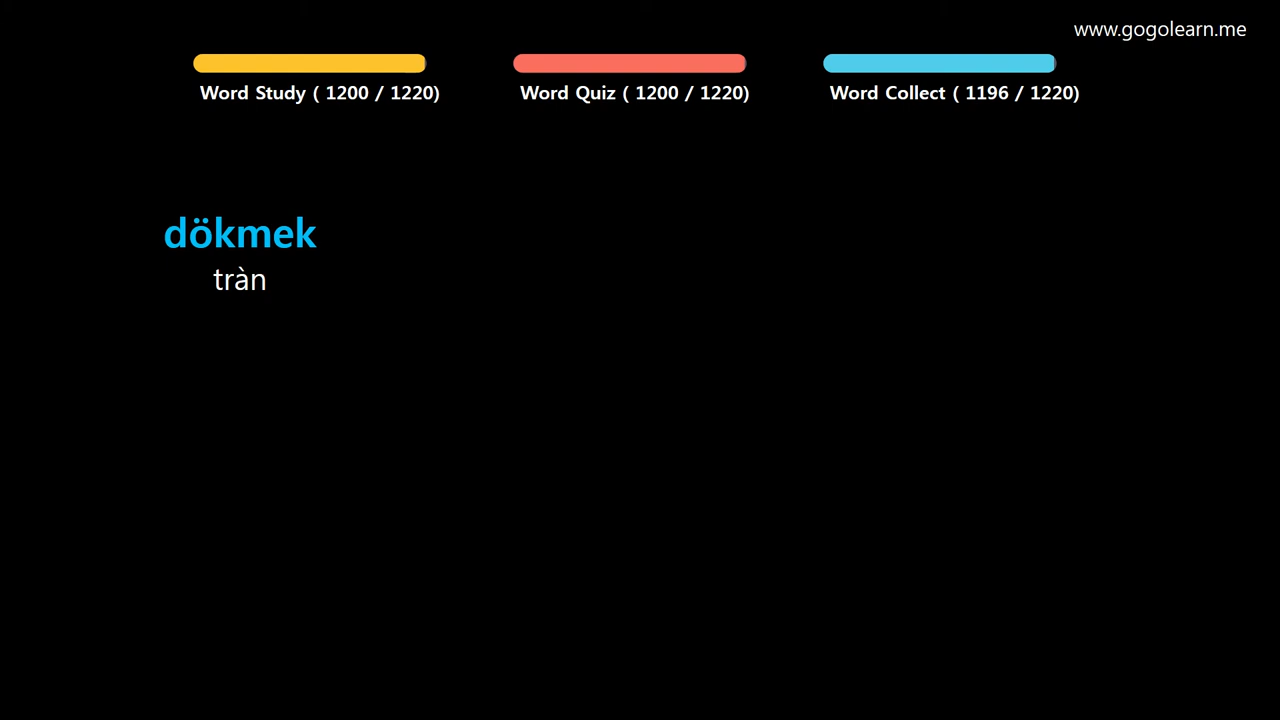 www.gogolearn.me
Word Study ( 1200 / 1220)
Word Quiz ( 1200 / 1220)
Word Collect ( 1196 / 1220)
dökmek
tràn